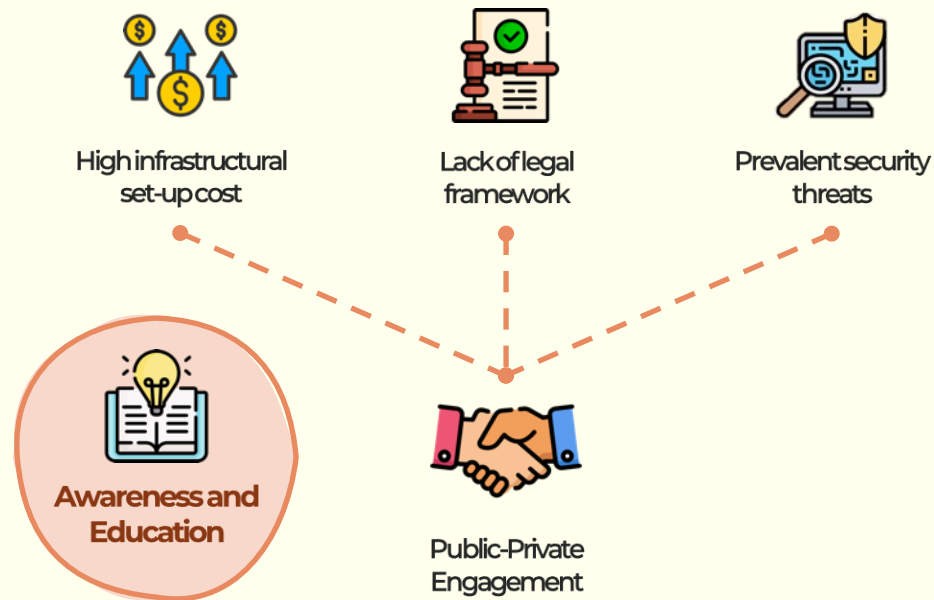 High infrastructural
set-up cost
Lack of legal
framework
Prevalent security
threats
Awareness and
Education
Public-Private
Engagement